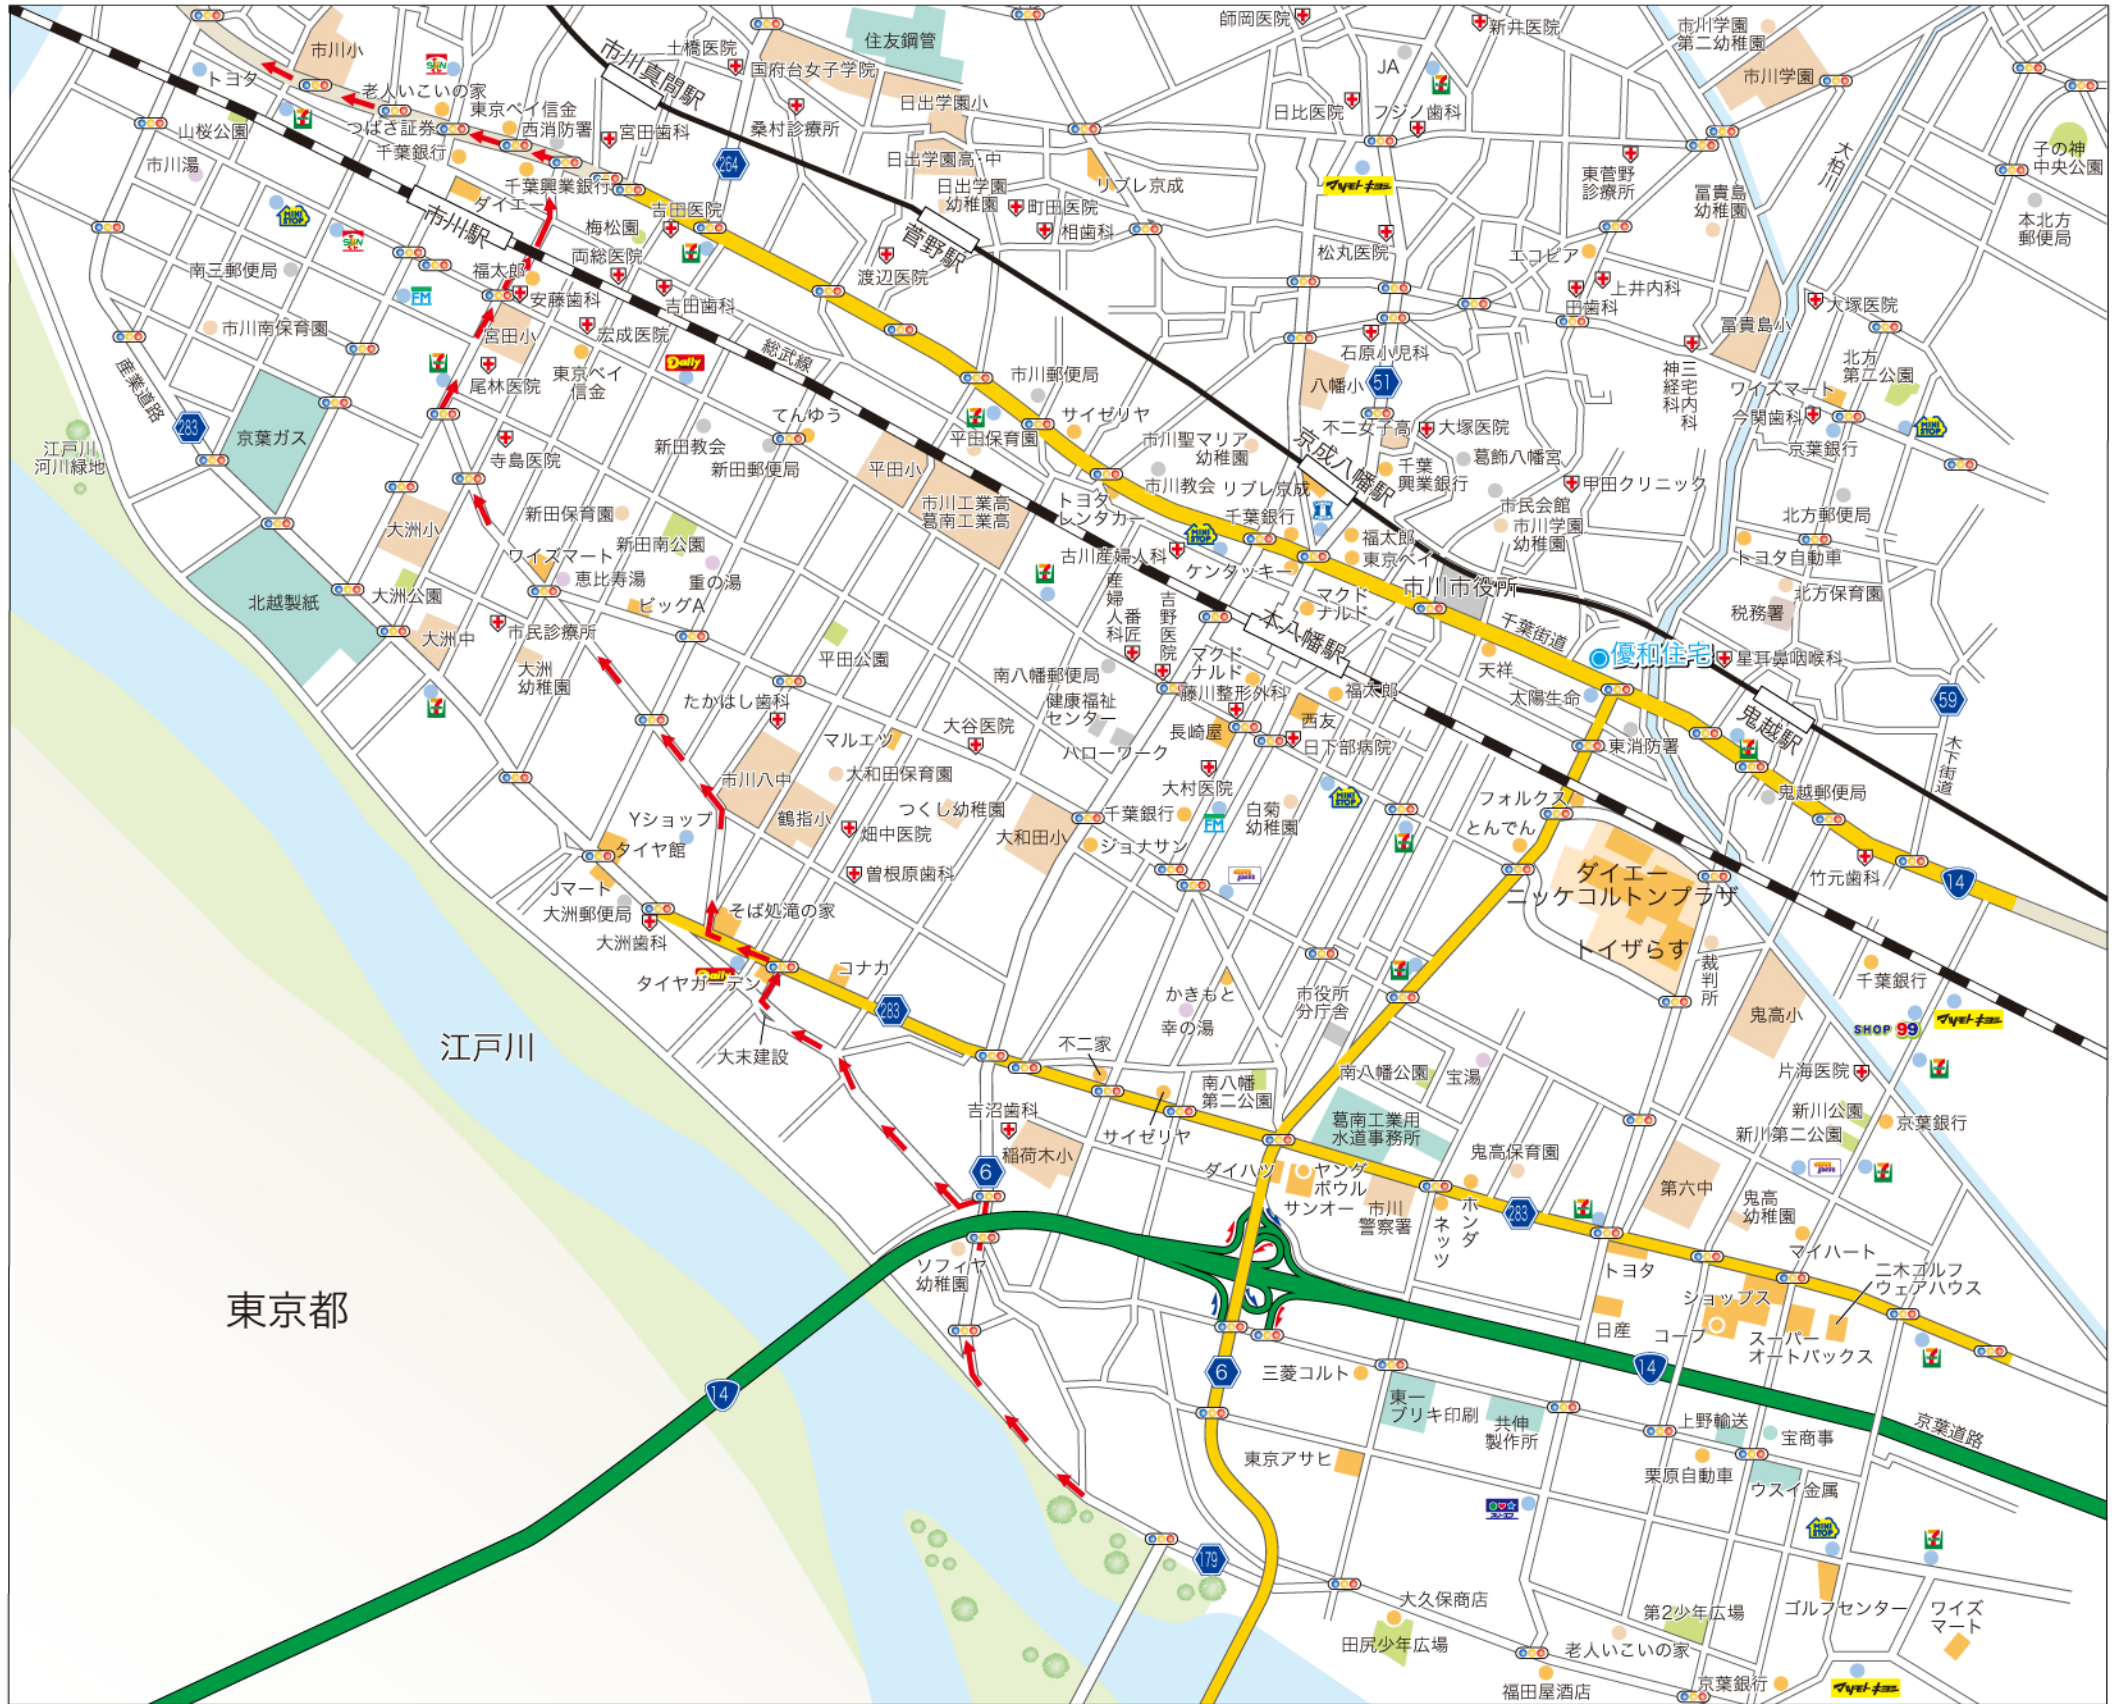 師岡医院
新井医院
市川学園
第二幼稚園
市川小
住友鋼管
土橋医院
市川真間駅
国府台女子学院
JA
市川学園
トヨタ
老人いこいの家
東京ベイ信金
日出学園小
日比医院
フジノ歯科
つばさ証券
西消防署
宮田歯科
桑村診療所
山桜公園
千葉銀行
264
日出学園高・中
東菅野
診療所
大柏川
子の神
中央公園
市川湯
千葉興業銀行
日出学園
幼稚園
リブレ京成
マツモトキヨシ
冨貴島
幼稚園
ダイエー
吉田医院
町田医院
MINI
STOP
市川駅
梅松園
相歯科
菅野駅
松丸医院
本北方
郵便局
SUN
両総医院
渡辺医院
エコピア
南三郵便局
福太郎
FM
安藤歯科
吉田歯科
上井内科
田歯科
大塚医院
市川南保育園
宮田小
宏成医院
総武線
冨貴島小
石原小児科
尾林医院
東京ベイ
信金
Daily
市川郵便局
八幡小
51
三宅内科
神経科
北方
第二公園
産業道路
ワイズマート
てんゆう
サイゼリヤ
今関歯科
283
京葉ガス
不二女子高
大塚医院
京葉銀行
江戸川
河川緑地
新田教会
平田保育園
市川聖マリア
幼稚園
京成八幡駅
寺島医院
新田郵便局
平田小
千葉
興業銀行
葛飾八幡宮
市川教会
リブレ京成
甲田クリニック
大洲小
新田保育園
市川工業高
葛南工業高
トヨタ
レンタカー
市民会館
市川学園
幼稚園
北方郵便局
新田南公園
千葉銀行
福太郎
ワイズマート
古川産婦人科
東京ベイ
トヨタ自動車
恵比寿湯
重の湯
ケンタッキー
市川市役所
北越製紙
大洲公園
ビッグA
産婦人科
番匠
吉野医院
マクド
ナルド
北方保育園
税務署
大洲中
市民診療所
本八幡駅
千葉街道
平田公園
マクド
ナルド
優和住宅
星耳鼻咽喉科
大洲
幼稚園
南八幡郵便局
天祥
たかはし歯科
健康福祉
センター
藤川整形外科
福太郎
太陽生命
59
大谷医院
長崎屋
西友
鬼越駅
マルエツ
ハローワーク
日下部病院
東消防署
木下街道
市川八中
大和田保育園
大村医院
鬼越郵便局
フォルクス
つくし幼稚園
千葉銀行
白菊
幼稚園
Yショップ
鶴指小
畑中医院
大和田小
とんでん
タイヤ館
ジョナサン
曽根原歯科
ダイエー
ニッケコルトンプラザ
竹元歯科
14
Jマート
大洲郵便局
そば処滝の家
大洲歯科
トイザらす
裁判所
Daily
タイヤガーデン
コナカ
千葉銀行
かきもと
市役所
分庁舎
283
幸の湯
鬼高小
SHOP 99
マツモトキヨシ
江戸川
大末建設
不二家
南八幡
第二公園
南八幡公園
宝湯
片海医院
吉沼歯科
葛南工業用
水道事務所
新川公園
京葉銀行
サイゼリヤ
新川第二公園
6
稲荷木小
ダイハツ
ヤンダ
ボウル
鬼高保育園
第六中
サンオー
市川
警察署
ネッツ
ホンダ
283
鬼高
幼稚園
ソフィヤ
幼稚園
トヨタ
マイハート
二木ゴルフ
ウェアハウス
東京都
ショップス
日産
コープ
スーパー
オートバックス
14
6
三菱コルト
14
東一
ブリキ印刷
共伸
製作所
上野輸送
京葉道路
宝商事
東京アサヒ
栗原自動車
ウスイ金属
MINI
STOP
179
大久保商店
第2少年広場
ゴルフセンター
ワイズ
マート
田尻少年広場
老人いこいの家
福田屋酒店
京葉銀行
マツモトキヨシ